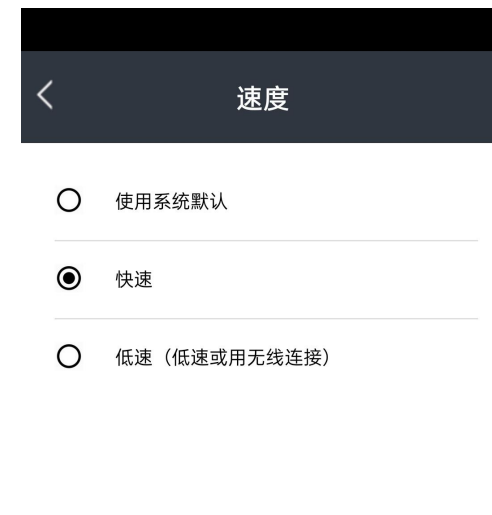 速度
使用系统默认
快速
低速（低速或用无线连接）